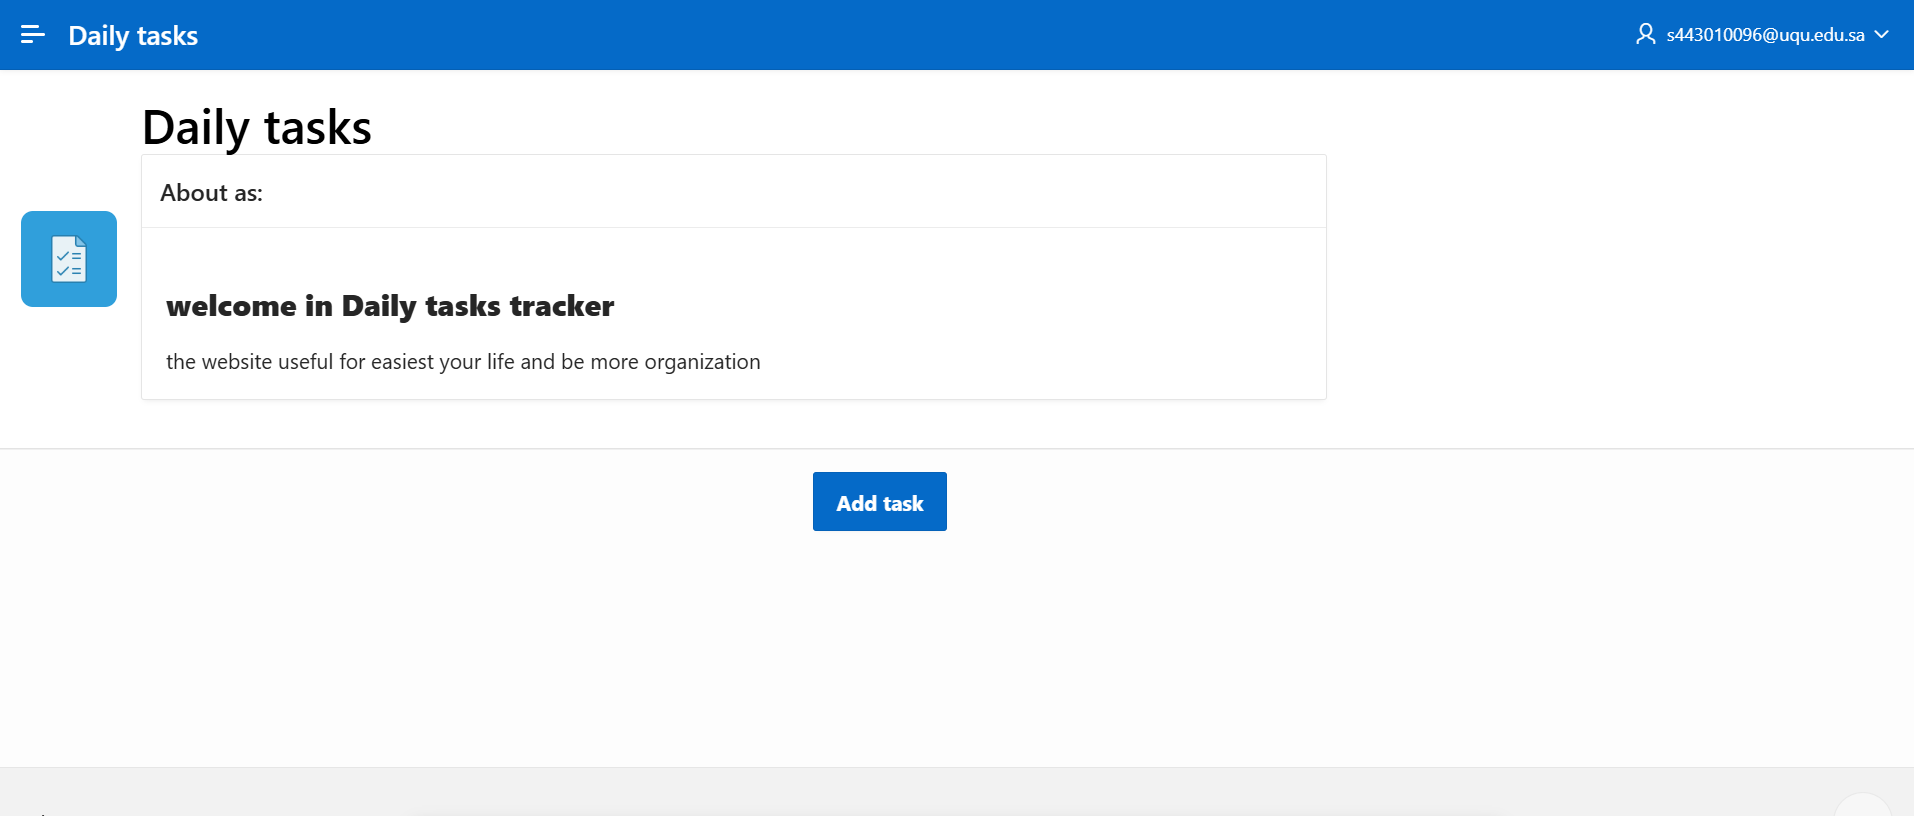 Daily tasks
s443010096@uqu.edu.sa
Daily tasks
About as:
welcome in Daily tasks tracker
the website useful for easiest your life and be more organization
Add task